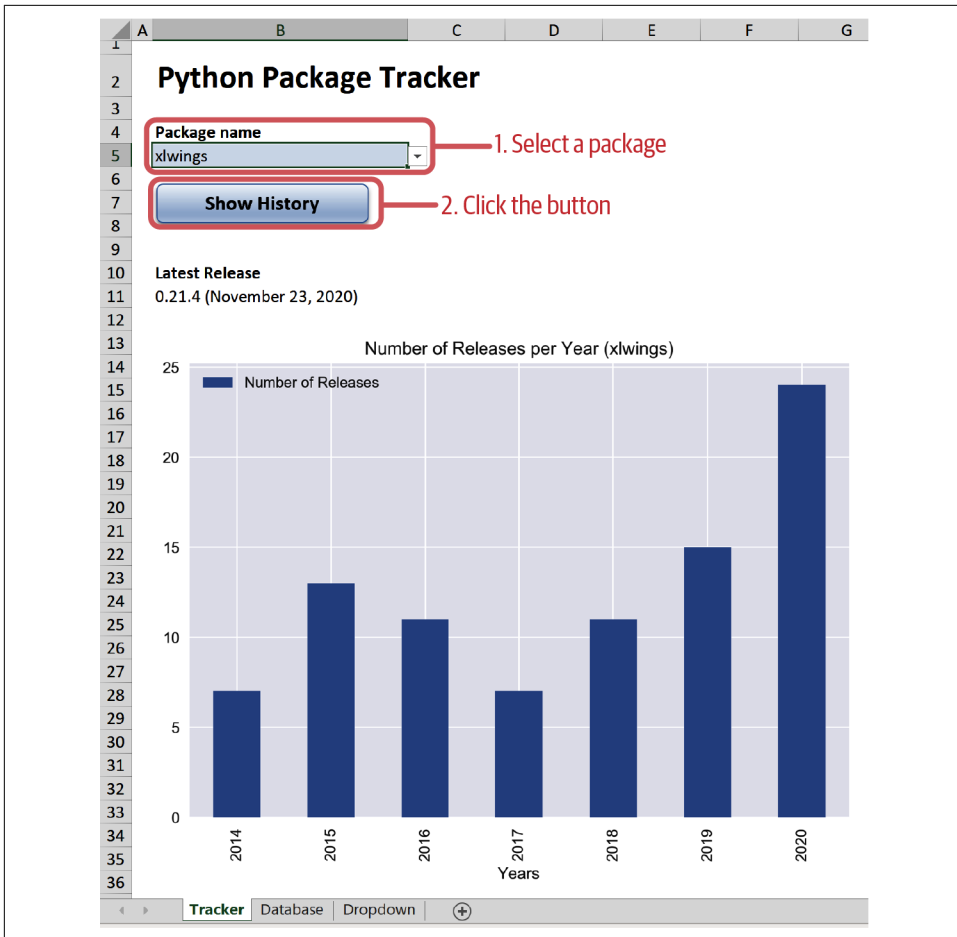 A B C D E F G
1
2 Python Package Tracker
3
4 Package name
5 xlwings
1. Select a package
6
7 Show History
2. Click the button
8
9
10 Latest Release
11 0.21.4 (November 23, 2020)
12
13 Number of Releases per Year (xlwings)
14
25
15 Number of Releases
16
17
18
20
19
20
21
22
15
23
24
25
26
10
27
28
29
30
5
31
32
33
0
34
35
2014 2015 2016 2017 2018 2019 2020
36
Years
Tracker Database Dropdown